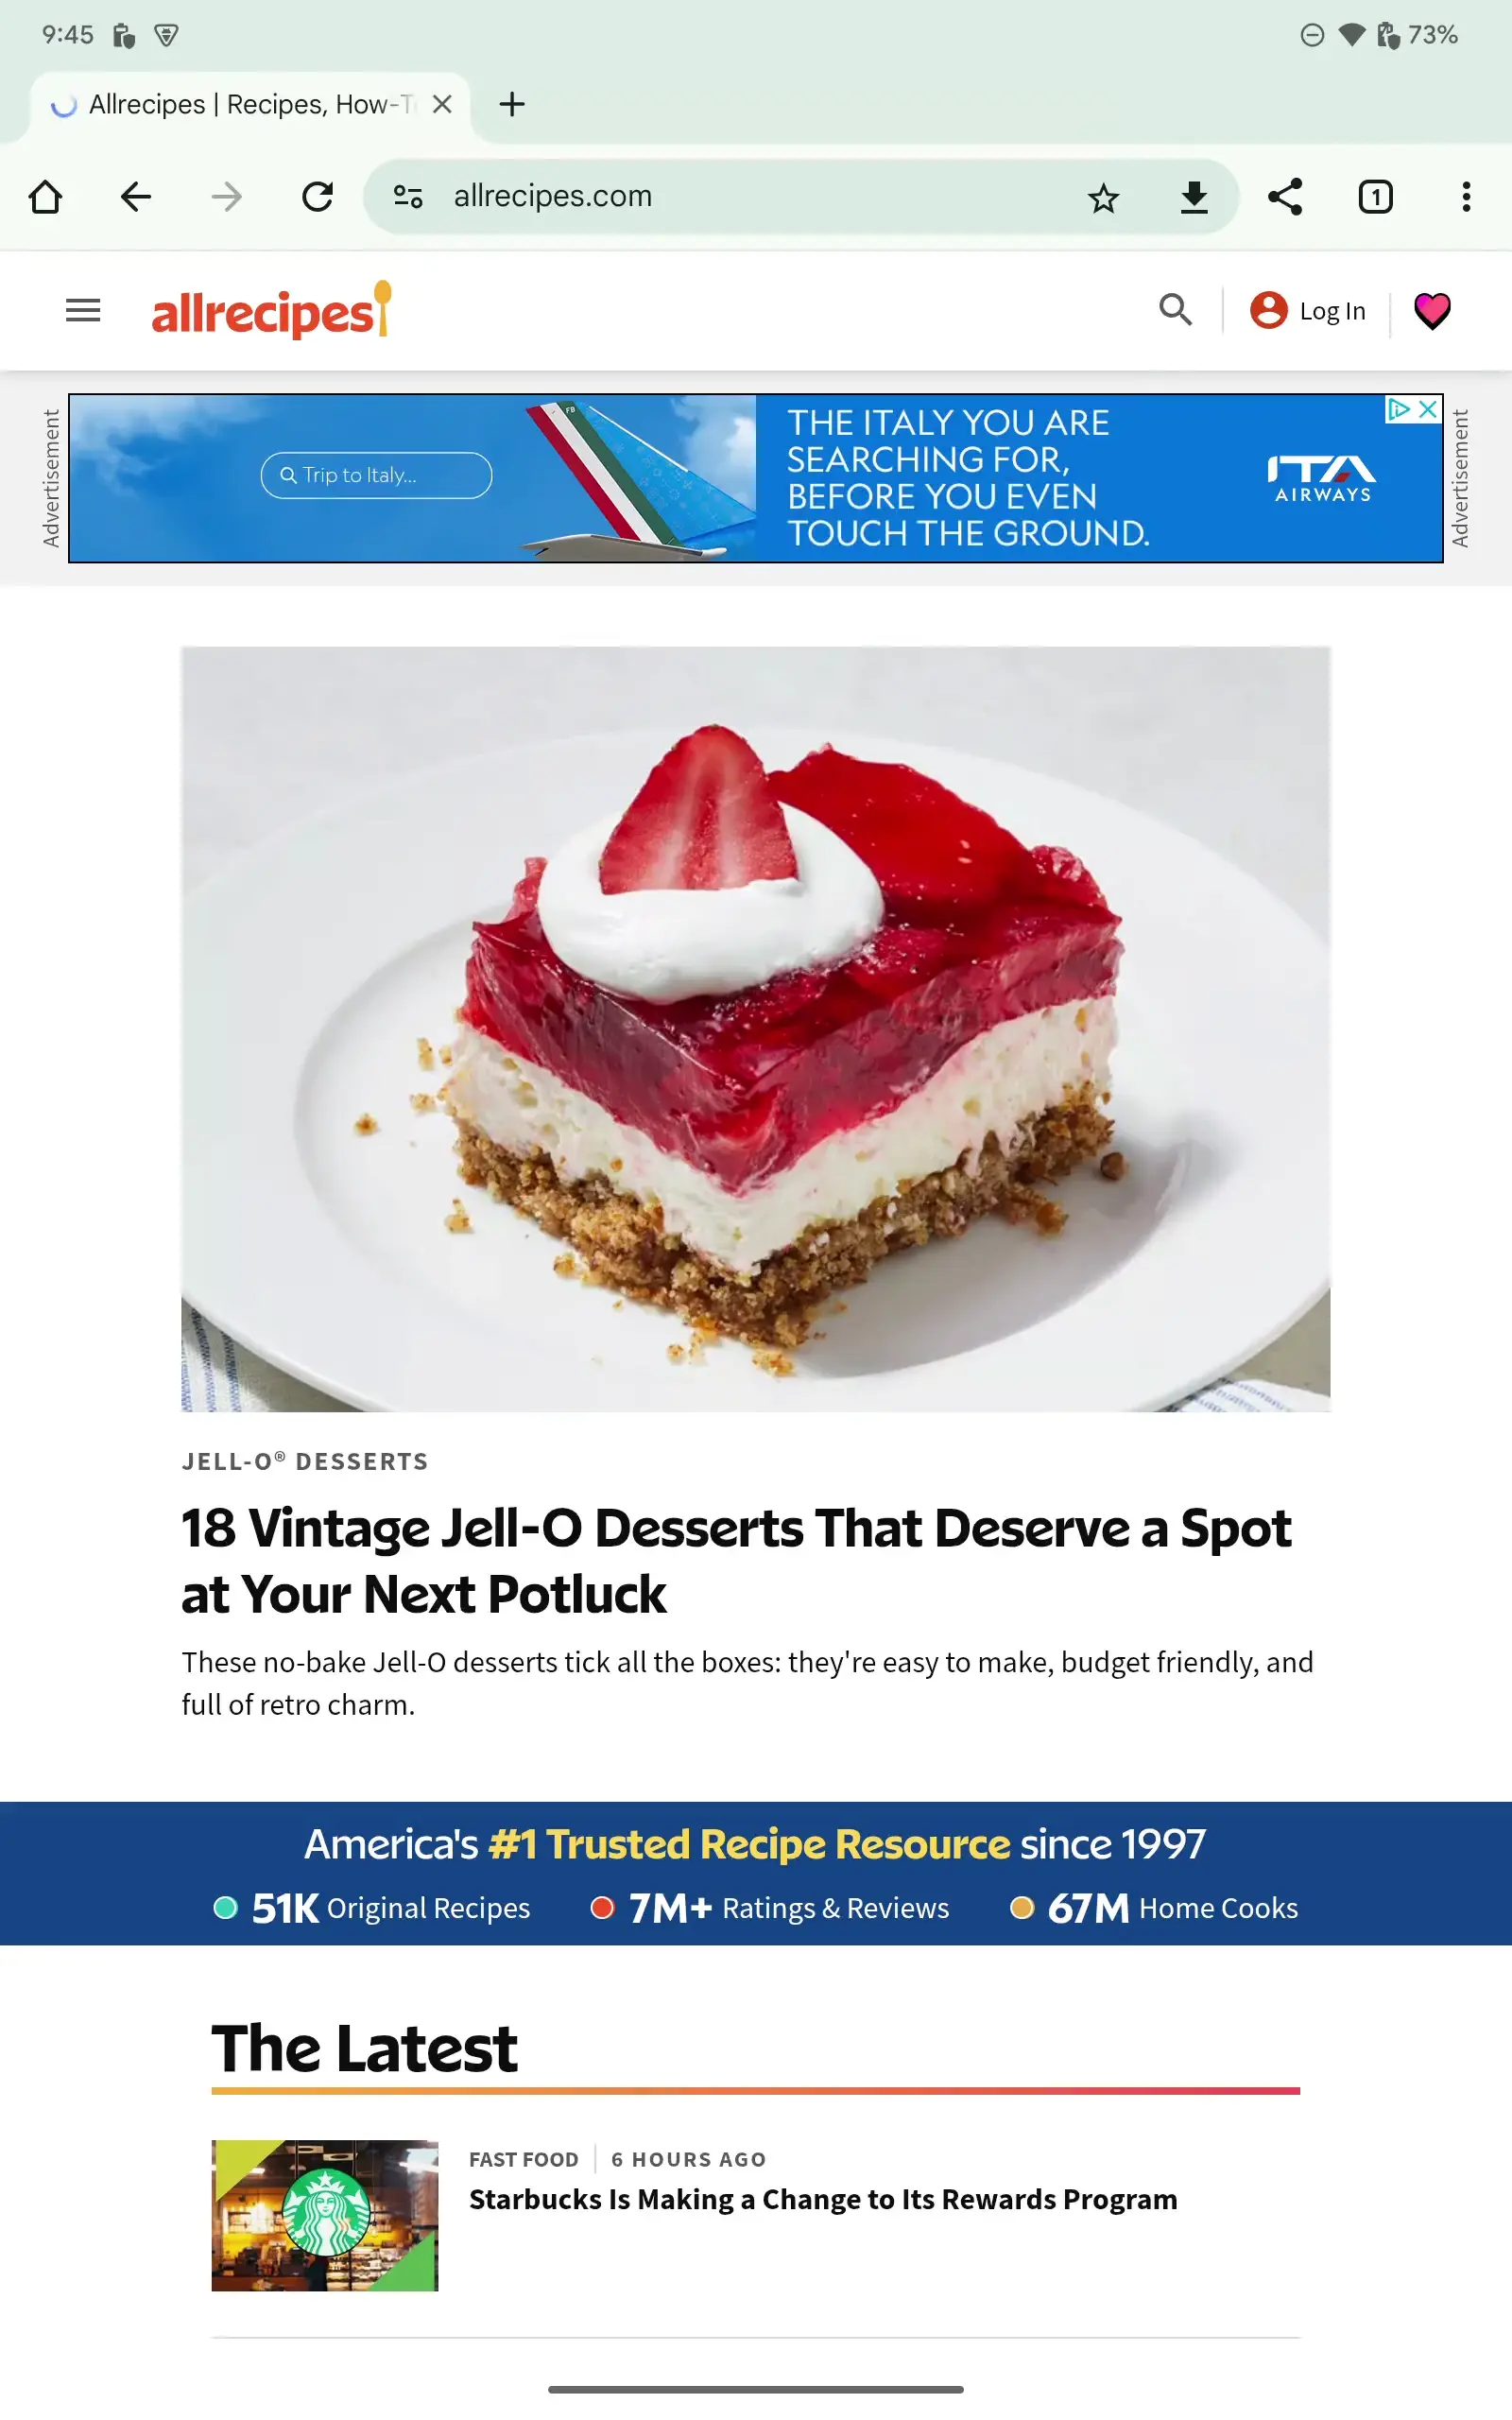 9:45
73%
Allrecipes | Recipes, How-T
allrecipes.com
1
allrecipes
Log In
Advertisement
Trip to Italy...
FB
THE ITALY YOU ARE
SEARCHING FOR,
BEFORE YOU EVEN
TOUCH THE GROUND.
ITA
AIRWAYS
Advertisement
JELL-O® DESSERTS
18 Vintage Jell-O Desserts That Deserve a Spot
at Your Next Potluck
These no-bake Jell-O desserts tick all the boxes: they're easy to make, budget friendly, and
full of retro charm.
America's #1 Trusted Recipe Resource since 1997
51K Original Recipes
7M+ Ratings & Reviews
67M Home Cooks
The Latest
FAST FOOD | 6 HOURS AGO
Starbucks Is Making a Change to Its Rewards Program